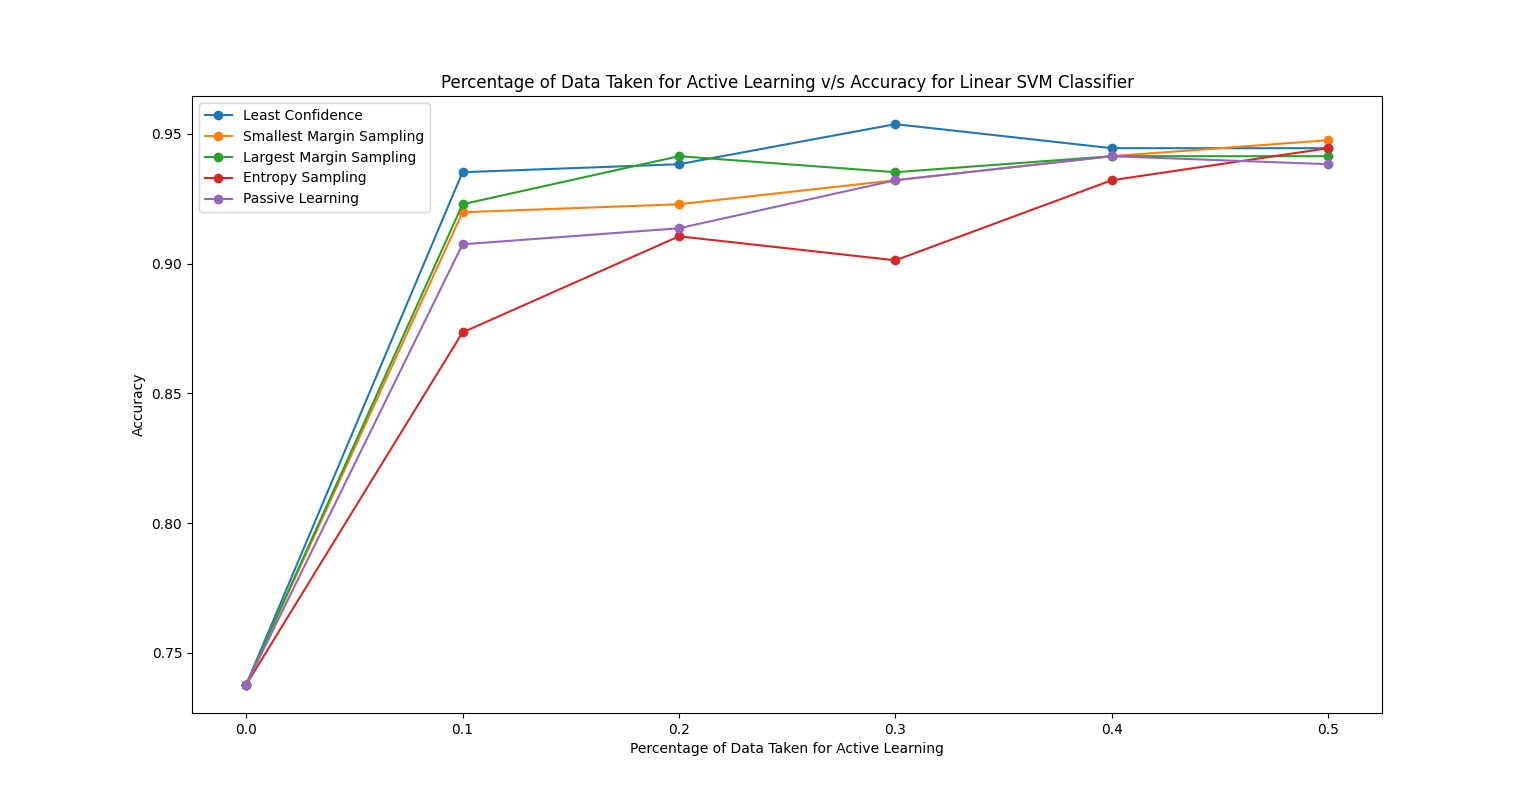 Percentage of Data Taken for Active Learning v/s Accuracy for Linear SVM Classifier
Least Confidence
Smallest Margin Sampling
Largest Margin Sampling
Entropy Sampling
Passive Learning
0.95
0.90
0.85
0.80
0.75
Accuracy
0.0 0.1 0.2 0.3 0.4 0.5
Percentage of Data Taken for Active Learning